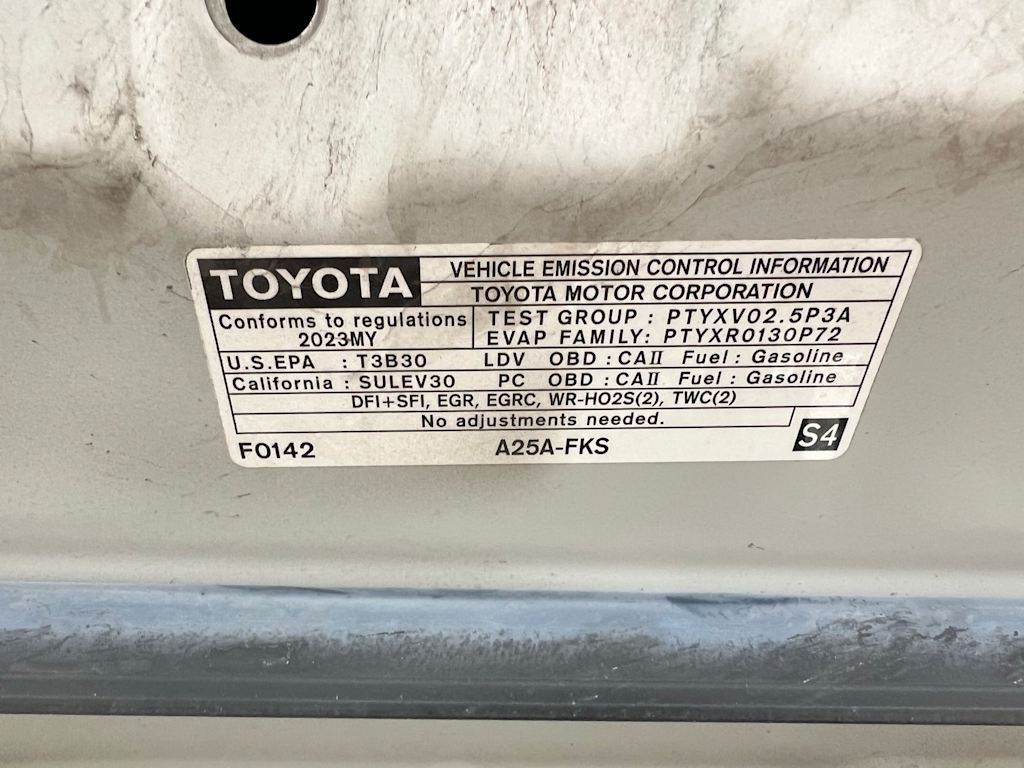 TOYOTA VEHICLE EMISSION CONTROL INFORMATION
TOYOTA MOTOR CORPORATION
Conforms to regulations
2023MY
TEST GROUP : PTYXV02.5P3A
EVAP FAMILY: PTYXR0130P72
U.S.EPA : T3B30 LDV OBD : CAII Fuel : Gasoline
California : SULEV30 PC OBD : CAII Fuel : Gasoline
DFI+SFI, EGR, EGRC, WR-HO2S(2), TWC(2)
No adjustments needed.
F0142 A25A-FKS S4